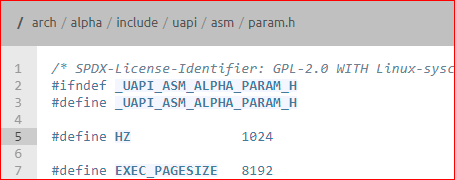 / arch / alpha / include / uapi / asm / param.h
1 /* SPDX-License-Identifier: GPL-2.0 WITH Linux-sysc
2 #ifndef _UAPI_ASM_ALPHA_PARAM_H
3 #define _UAPI_ASM_ALPHA_PARAM_H
4
5 #define HZ 1024
6
7 #define EXEC_PAGESIZE 8192